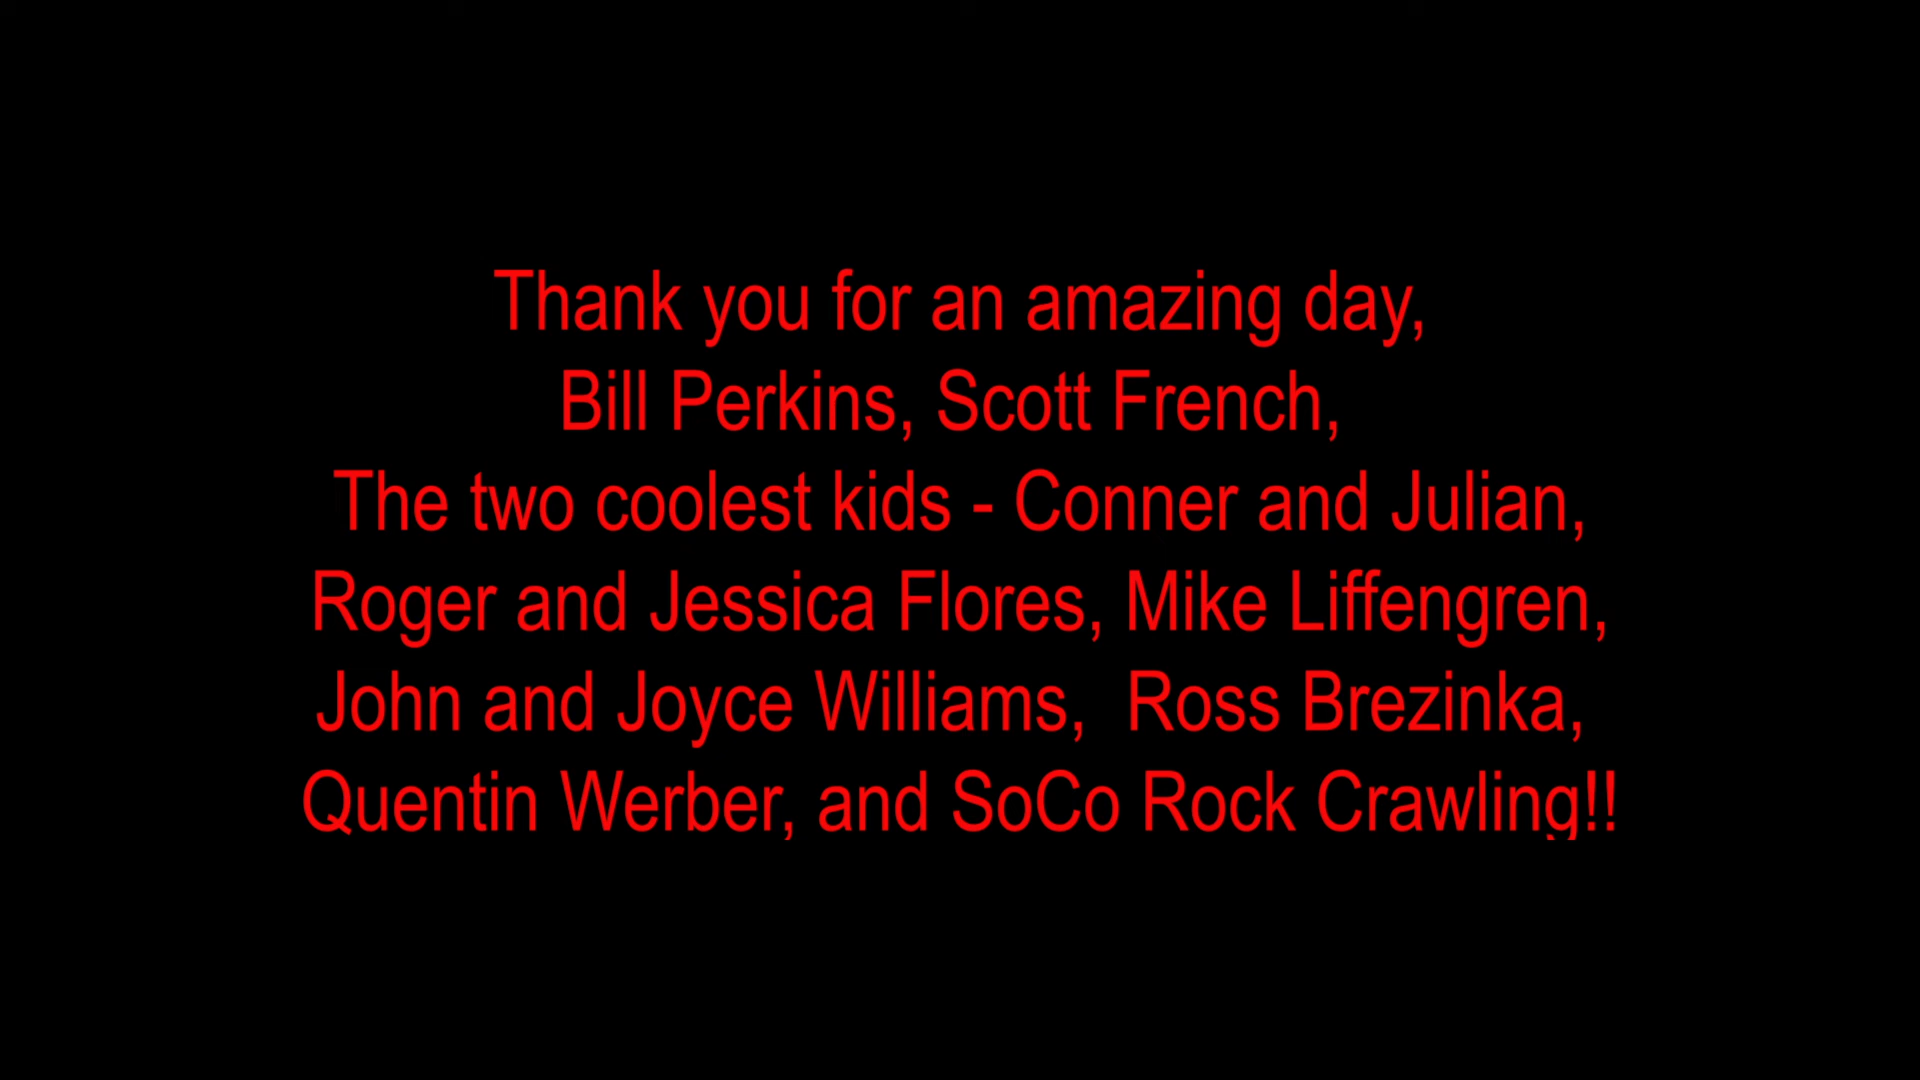 Thank you for an amazing day,
Bill Perkins, Scott French,
The two coolest kids - Conner and Julian,
Roger and Jessica Flores, Mike Liffengren,
John and Joyce Williams,  Ross Brezinka,
Quentin Werber, and SoCo Rock Crawling!!